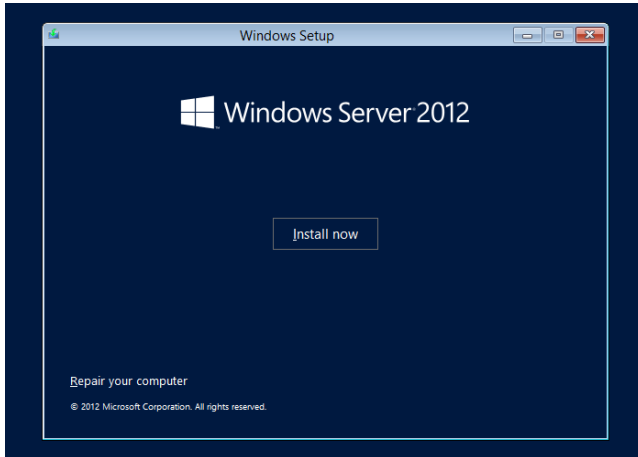 Windows Setup
Windows Server 2012
Install now
Repair your computer
© 2012 Microsoft Corporation. All rights reserved.